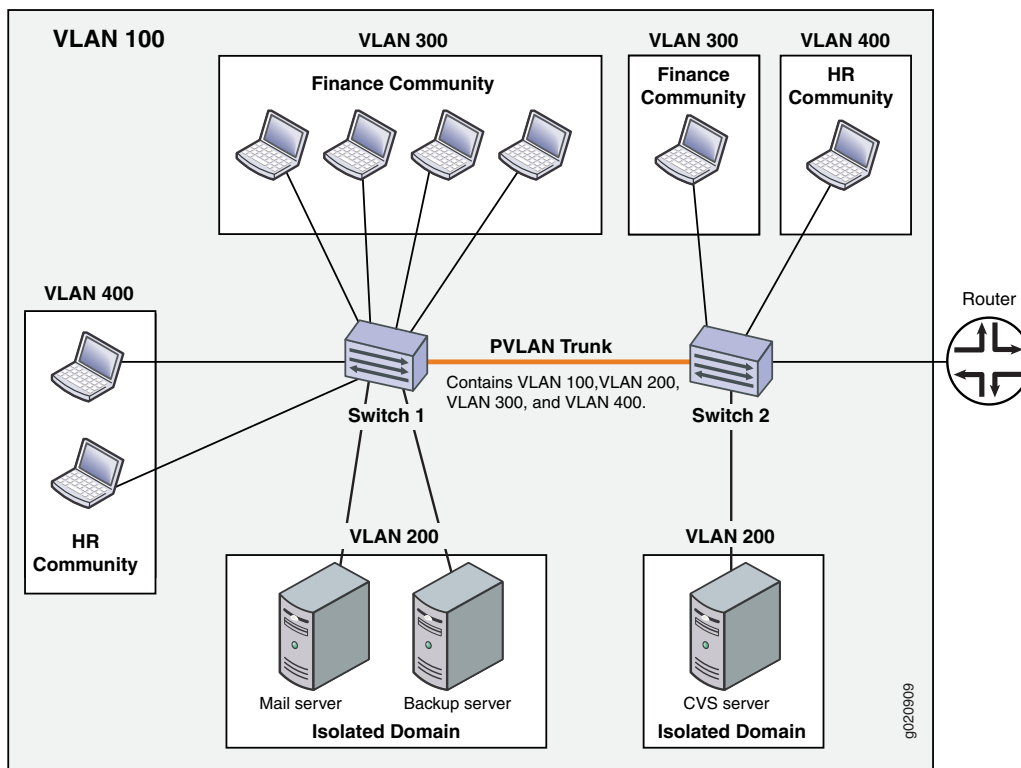 VLAN 100
VLAN 300
Finance Community
VLAN 300
Finance
Community
VLAN 400
HR
Community
VLAN 400
HR
Community
Router
PVLAN Trunk
Contains VLAN 100,VLAN 200,
VLAN 300, and VLAN 400.
Switch 1
Switch 2
VLAN 200
Mail server
Backup server
Isolated Domain
VLAN 200
CVS server
Isolated Domain
g020909